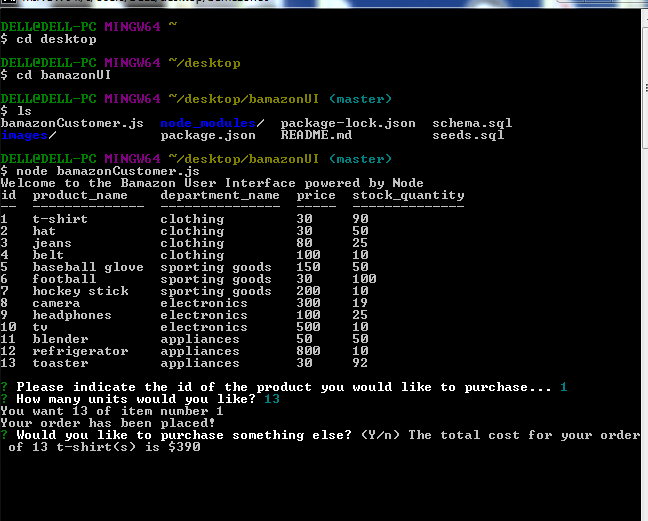 DELL@DELL-PC MINGW64 ~
$ cd desktop
DELL@DELL-PC MINGW64 ~/desktop
$ cd bamazonUI
DELL@DELL-PC MINGW64 ~/desktop/bamazonUI (master)
$ ls
bamazonCustomer.js  node_modules/  package-lock.json  schema.sql
images/             package.json   README.md          seeds.sql
DELL@DELL-PC MINGW64 ~/desktop/bamazonUI (master)
$ node bamazonCustomer.js
Welcome to the Bamazon User Interface powered by Node
id  product_name    department_name  price  stock_quantity
--  --------------  ---------------  -----  --------------
1   t-shirt         clothing         30     90
2   hat             clothing         30     50
3   jeans           clothing         80     25
4   belt            clothing         100    10
5   baseball glove  sporting goods   150    50
6   football        sporting goods   30     100
7   hockey stick    sporting goods   200    10
8   camera          electronics      300    19
9   headphones      electronics      100    25
10  tv              electronics      500    10
11  blender         appliances       50     50
12  refrigerator    appliances       800    10
13  toaster         appliances       30     92
? Please indicate the id of the product you would like to purchase... 1
? How many units would you like? 13
You want 13 of item number 1
Your order has been placed!
? Would you like to purchase something else? (Y/n) The total cost for your order
 of 13 t-shirt(s) is $390